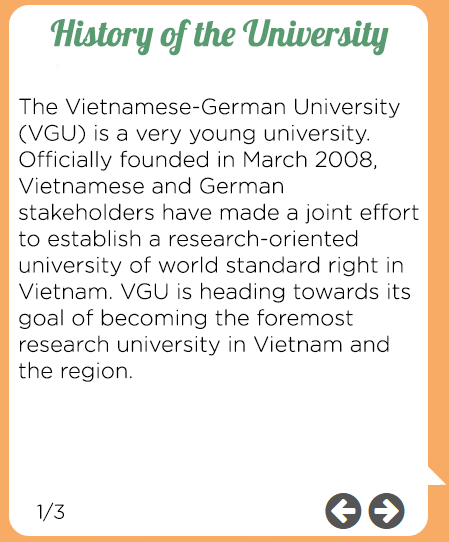 History of the University
The Vietnamese-German University
(VGU) is a very young university.
Officially founded in March 2008,
Vietnamese and German
stakeholders have made a joint effort
to establish a research-oriented
university of world standard right in
Vietnam. VGU is heading towards its
goal of becoming the foremost
research university in Vietnam and
the region.
1/3